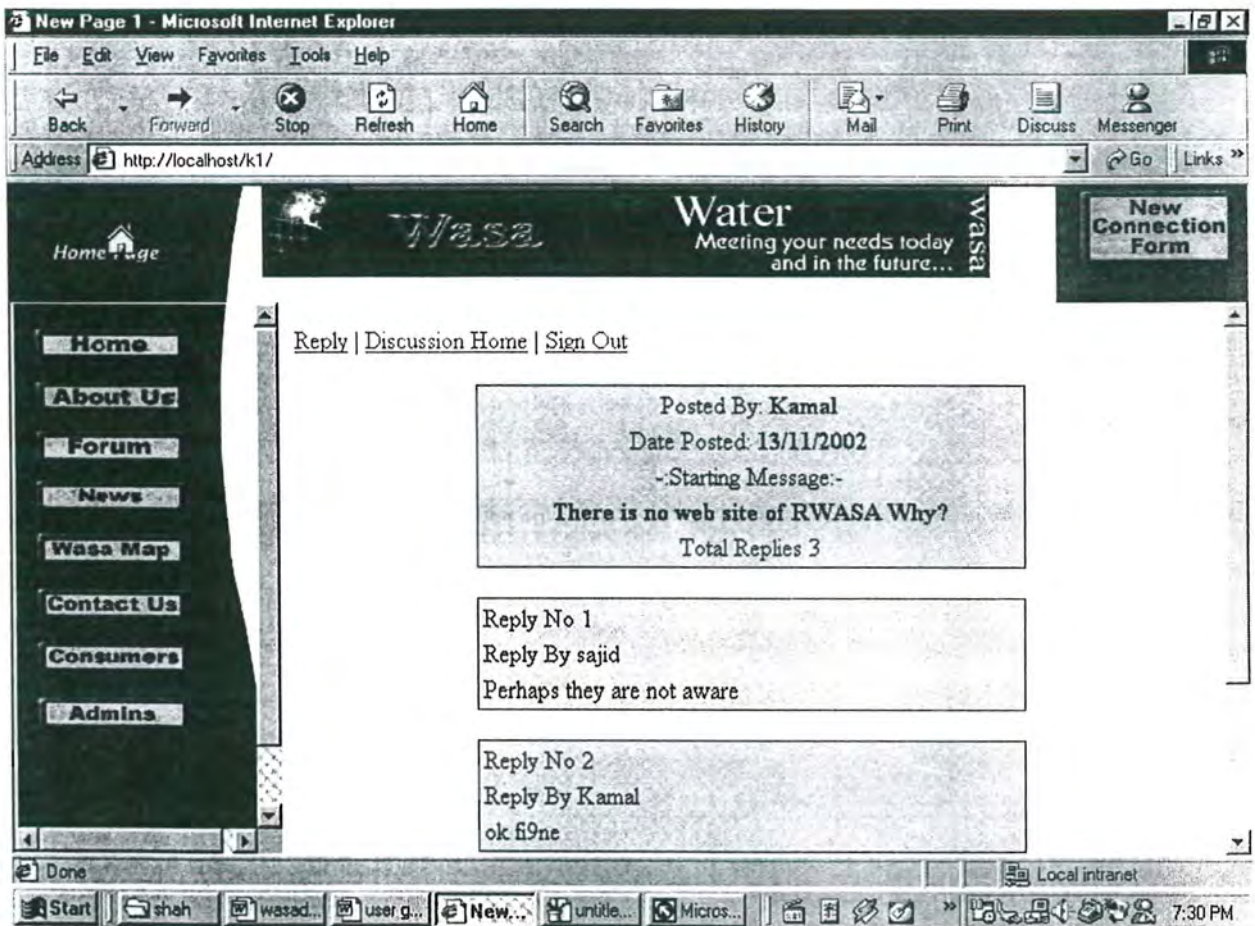 New Page 1 - Microsoft Internet Explorer
File Edit View Favorites Tools Help
Back Forward Stop Refresh Home Search Favorites History Mail Print Discuss Messenger
Address http://localhost/k1/ Go Links »
Home Page
Wasa
Water
Meeting your needs today
and in the future...
wasa
New
Connection
Form
Home
About Us
Forum
News
Wasa Map
Contact Us
Consumers
Admins
Reply | Discussion Home | Sign Out
Posted By: Kamal
Date Posted: 13/11/2002
-:Starting Message:-
There is no web site of RWASA Why?
Total Replies 3
Reply No 1
Reply By sajid
Perhaps they are not aware
Reply No 2
Reply By Kamal
ok fi9ne
Done Local intranet
Start shah wasad... user g... New... untitle... Micros... » 7:30 PM